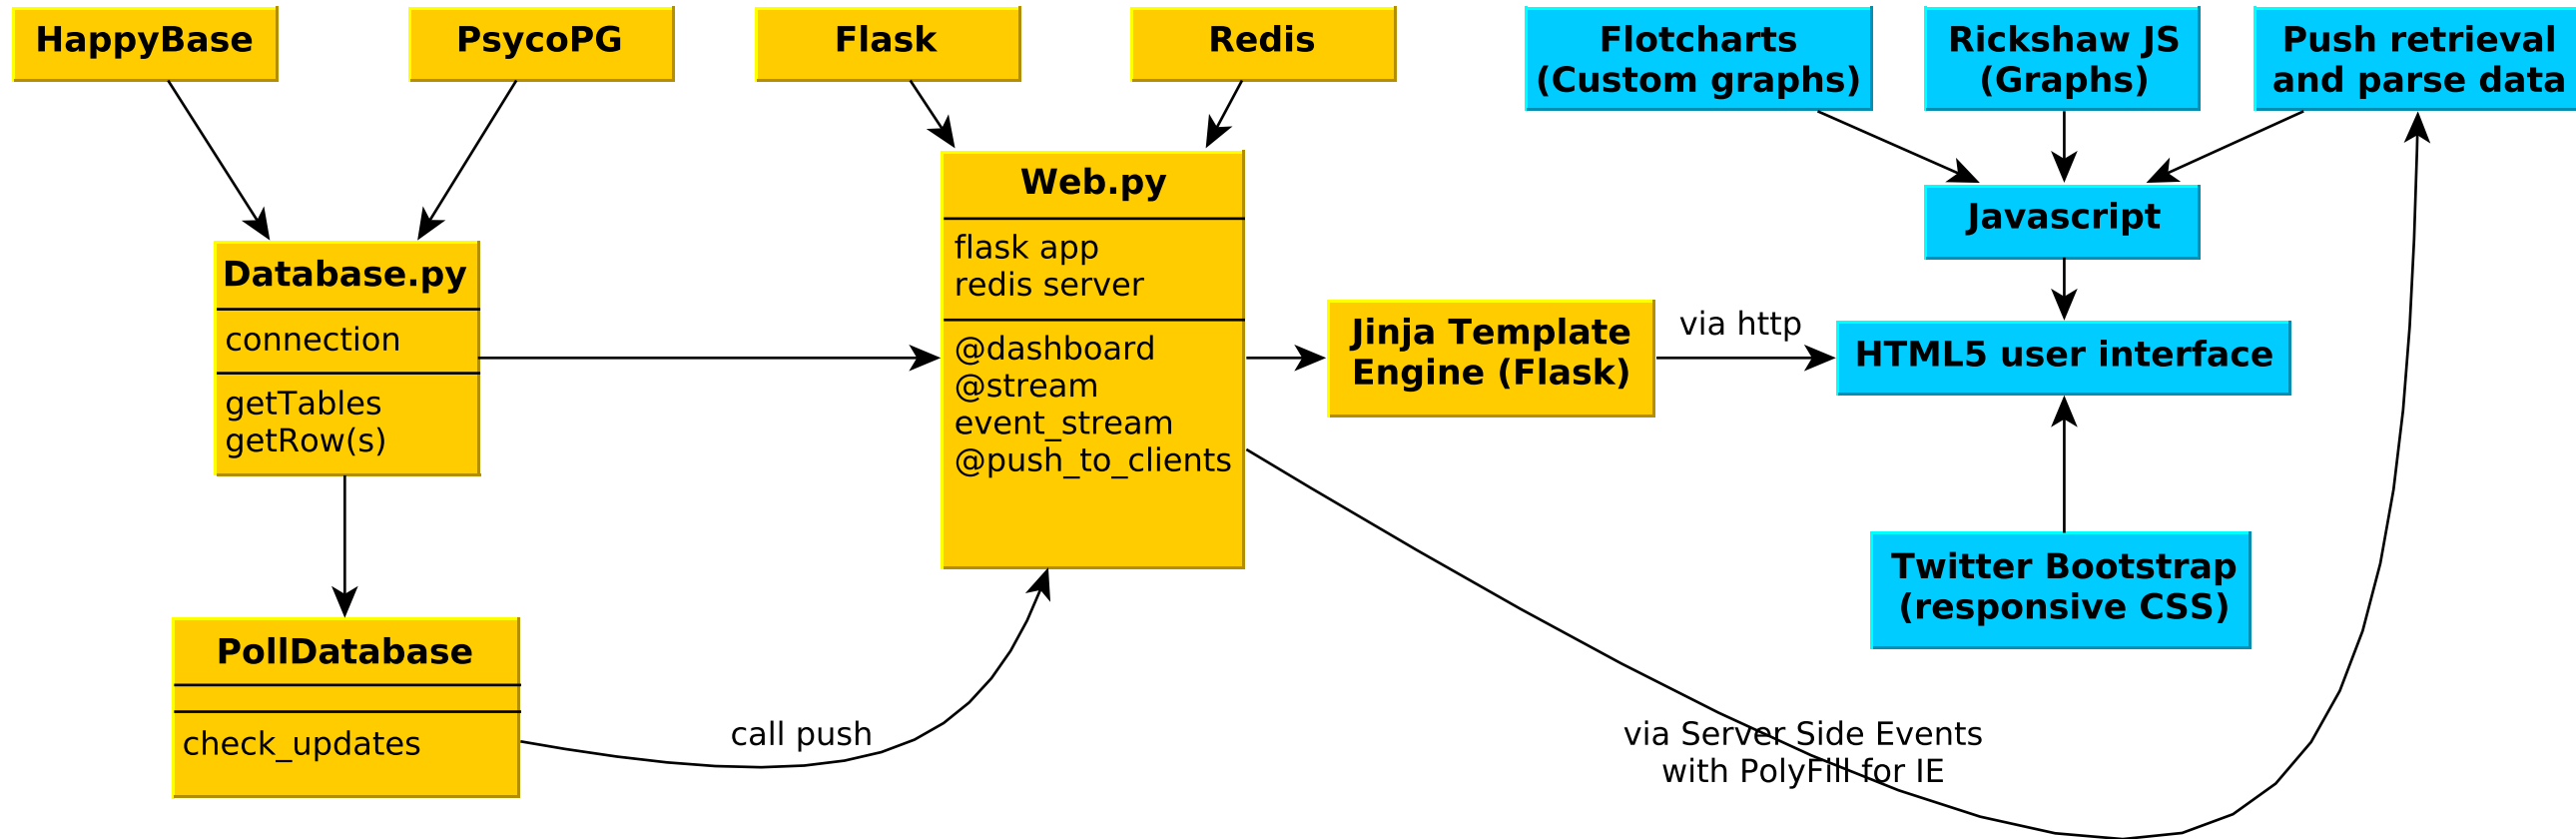 HappyBase
PsycoPG
Flask
Redis
Flotcharts
(Custom graphs)
Rickshaw JS
(Graphs)
Push retrieval
and parse data
Web.py
flask app
redis server
@dashboard
@stream
event_stream
@push_to_clients
Javascript
Database.py
connection
getTables
getRow(s)
Jinja Template
Engine (Flask)
via http
HTML5 user interface
Twitter Bootstrap
(responsive CSS)
PollDatabase
check_updates
call push
via Server Side Events
with PolyFill for IE